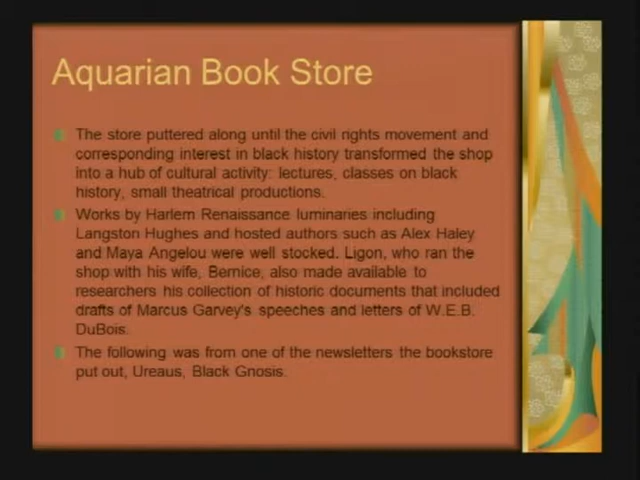 Aquarian Book Store
The store puttered along until the civil rights movement and
corresponding interest in black history transformed the shop
into a hub of cultural activity: lectures, classes on black
history, small theatrical productions.
Works by Harlem Renaissance luminaries including
Langston Hughes and hosted authors such as Alex Haley
and Maya Angelou were well stocked. Ligon, who ran the
shop with his wife, Bernice, also made available to
researchers his collection of historic documents that included
drafts of Marcus Garvey's speeches and letters of W.E.B.
DuBois.
The following was from one of the newsletters the bookstore
put out, Ureaus, Black Gnosis.